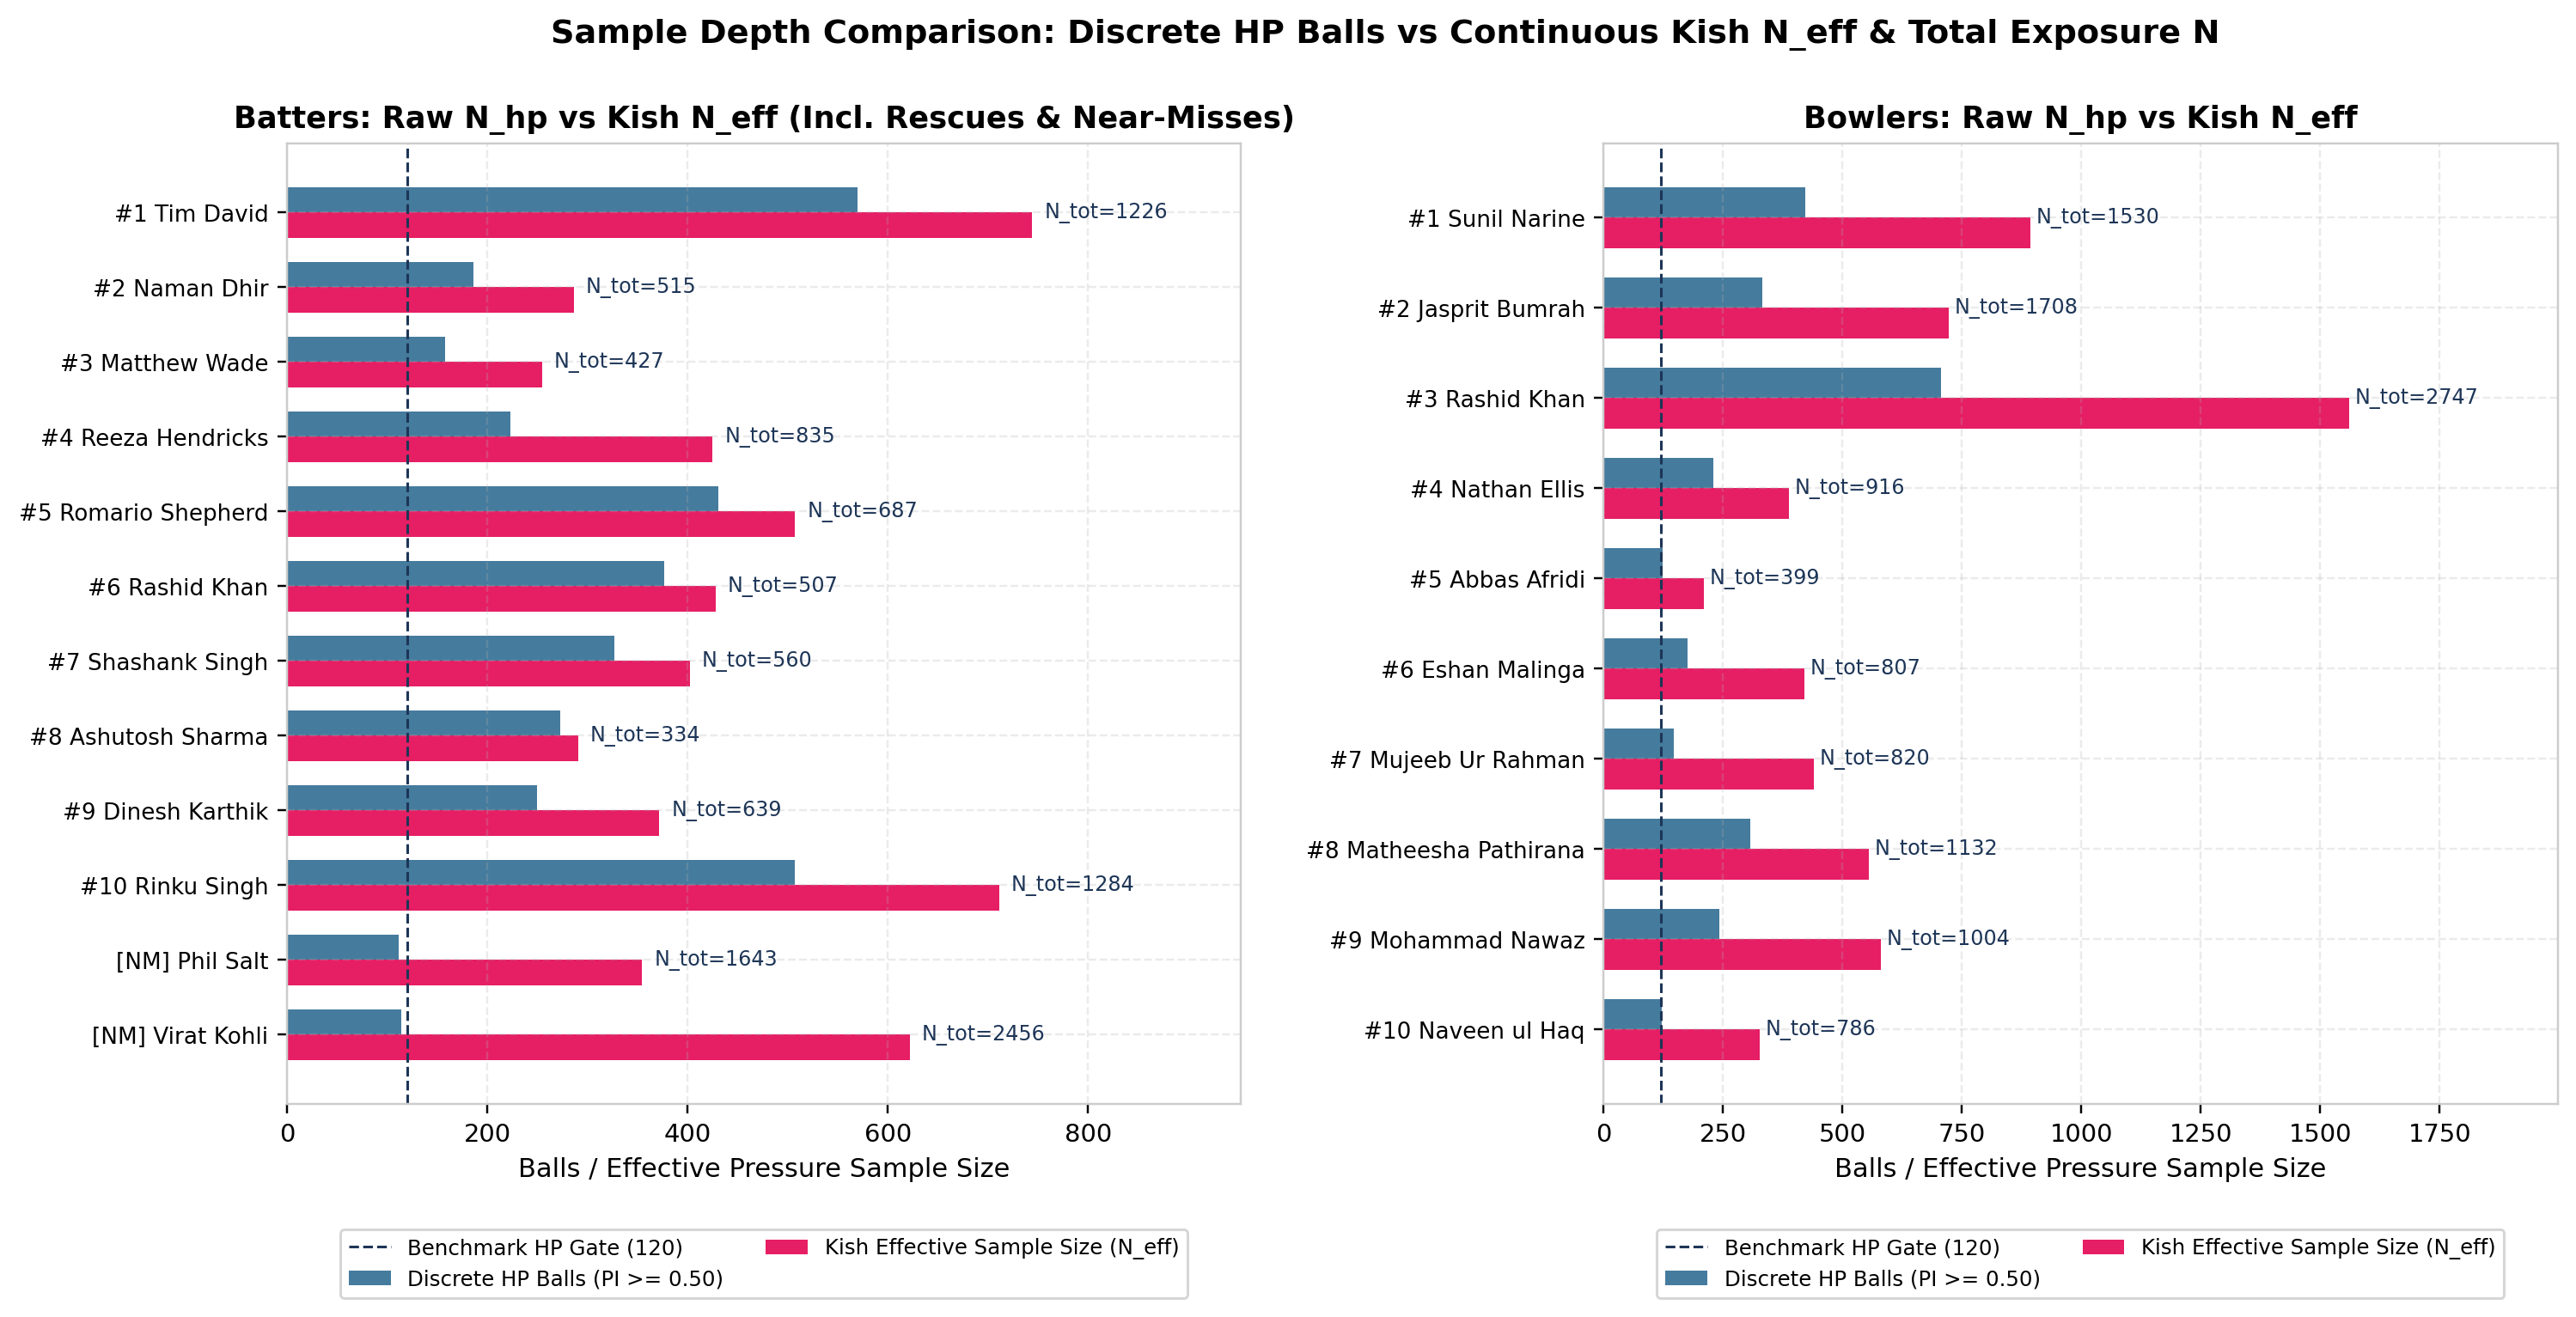 Sample Depth Comparison: Discrete HP Balls vs Continuous Kish N_eff & Total Exposure N
Batters: Raw N_hp vs Kish N_eff (Incl. Rescues & Near-Misses)
#1 Tim David
N_tot=1226
#2 Naman Dhir
N_tot=515
#3 Matthew Wade
N_tot=427
#4 Reeza Hendricks
N_tot=835
#5 Romario Shepherd
N_tot=687
#6 Rashid Khan
N_tot=507
#7 Shashank Singh
N_tot=560
#8 Ashutosh Sharma
N_tot=334
#9 Dinesh Karthik
N_tot=639
#10 Rinku Singh
N_tot=1284
[NM] Phil Salt
N_tot=1643
[NM] Virat Kohli
N_tot=2456
0 200 400 600 800
Balls / Effective Pressure Sample Size
Benchmark HP Gate (120)
Discrete HP Balls (PI >= 0.50)
Kish Effective Sample Size (N_eff)
Bowlers: Raw N_hp vs Kish N_eff
#1 Sunil Narine
N_tot=1530
#2 Jasprit Bumrah
N_tot=1708
#3 Rashid Khan
N_tot=2747
#4 Nathan Ellis
N_tot=916
#5 Abbas Afridi
N_tot=399
#6 Eshan Malinga
N_tot=807
#7 Mujeeb Ur Rahman
N_tot=820
#8 Matheesha Pathirana
N_tot=1132
#9 Mohammad Nawaz
N_tot=1004
#10 Naveen ul Haq
N_tot=786
0 250 500 750 1000 1250 1500 1750
Balls / Effective Pressure Sample Size
Benchmark HP Gate (120)
Discrete HP Balls (PI >= 0.50)
Kish Effective Sample Size (N_eff)